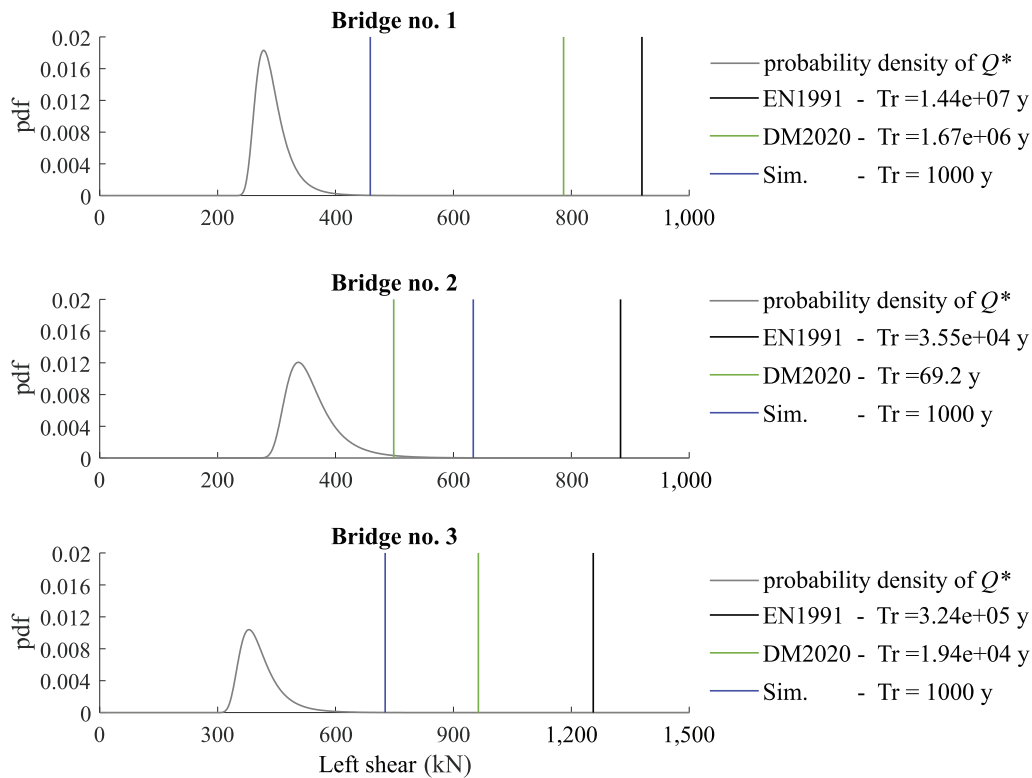 Bridge no. 1
0.02
0.016
0.012
0.008
0.004
0
pdf
0 200 400 600 800 1,000
probability density of Q*
EN1991 - Tr =1.44e+07 y
DM2020 - Tr =1.67e+06 y
Sim. - Tr = 1000 y
Bridge no. 2
0.02
0.016
0.012
0.008
0.004
0
pdf
0 200 400 600 800 1,000
probability density of Q*
EN1991 - Tr =3.55e+04 y
DM2020 - Tr =69.2 y
Sim. - Tr = 1000 y
Bridge no. 3
0.02
0.016
0.012
0.008
0.004
0
pdf
0 300 600 900 1,200 1,500
Left shear (kN)
probability density of Q*
EN1991 - Tr =3.24e+05 y
DM2020 - Tr =1.94e+04 y
Sim. - Tr = 1000 y